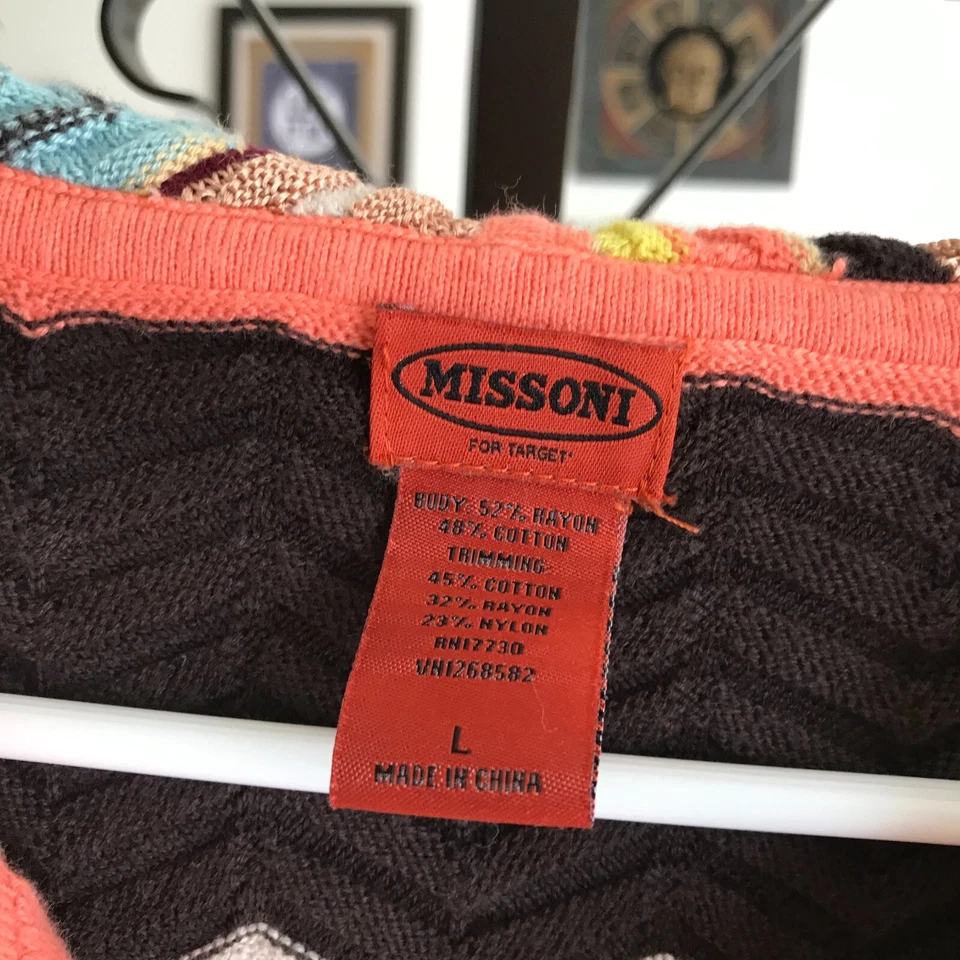 MISSONI
FOR TARGET*
BODY: 52% RAYON
48% COTTON
TRIMMING
45% COTTON
32% RAYON
23% NYLON
RN17730
VN1268582
L
MADE IN CHINA